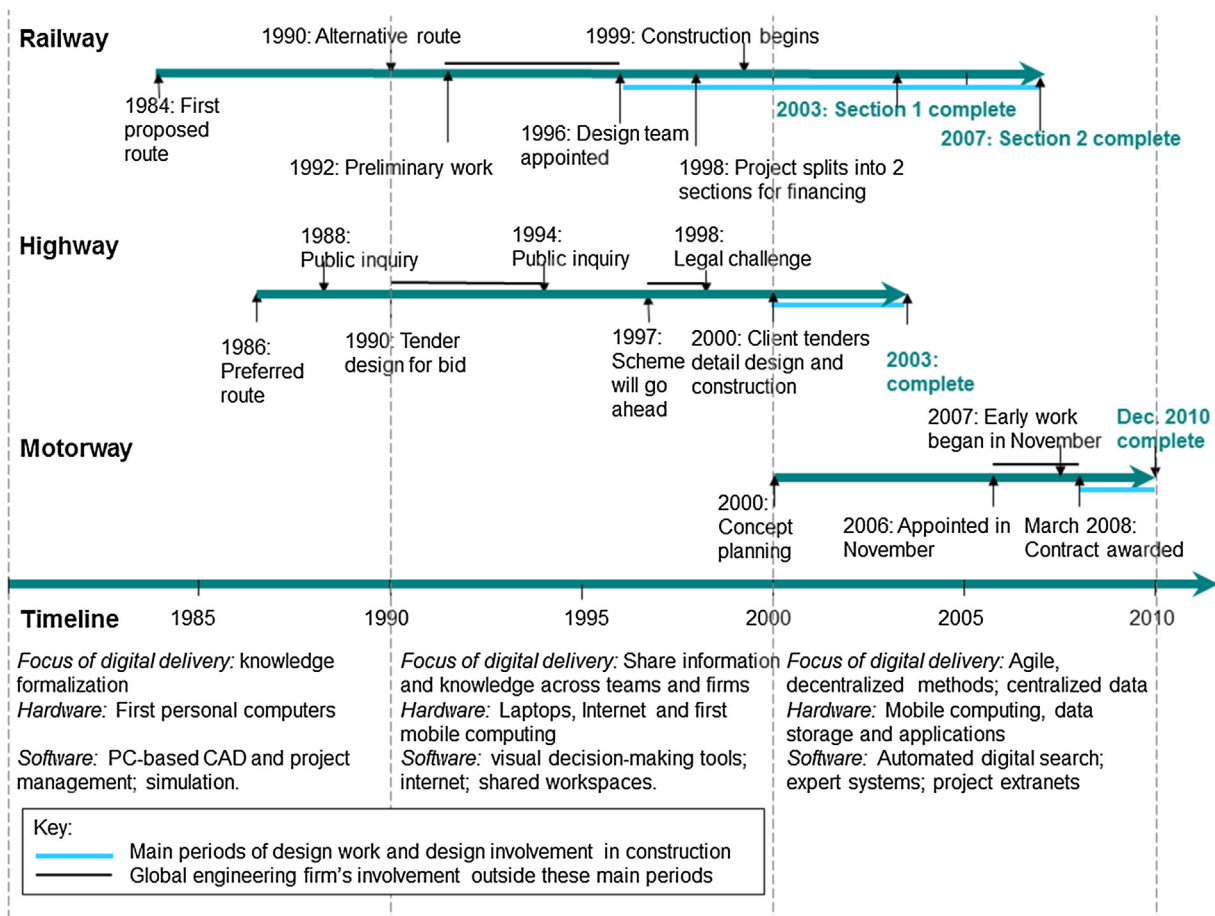 Railway
1990: Alternative route
1999: Construction begins
1984: First
proposed
route
1992: Preliminary work
1996: Design team
appointed
1998: Project splits into 2
sections for financing
2003: Section 1 complete
2007: Section 2 complete
Highway
1988:
Public inquiry
1994:
Public inquiry
1998:
Legal challenge
1986:
Preferred
route
1990: Tender
design for bid
1997:
Scheme
will go
ahead
2000: Client tenders
detail design and
construction
2003:
complete
Motorway
2007: Early work
began in November
Dec. 2010
complete
2000:
Concept
planning
2006: Appointed in
November
March 2008:
Contract awarded
Timeline
1985
1990
1995
2000
2005
2010
Focus of digital delivery: knowledge
formalization
Hardware: First personal computers
Software: PC-based CAD and project
management; simulation.
Focus of digital delivery: Share information
and knowledge across teams and firms
Hardware: Laptops, Internet and first
mobile computing
Software: visual decision-making tools;
internet; shared workspaces.
Focus of digital delivery: Agile,
decentralized methods; centralized data
Hardware: Mobile computing, data
storage and applications
Software: Automated digital search;
expert systems; project extranets
Key:
Main periods of design work and design involvement in construction
Global engineering firm's involvement outside these main periods